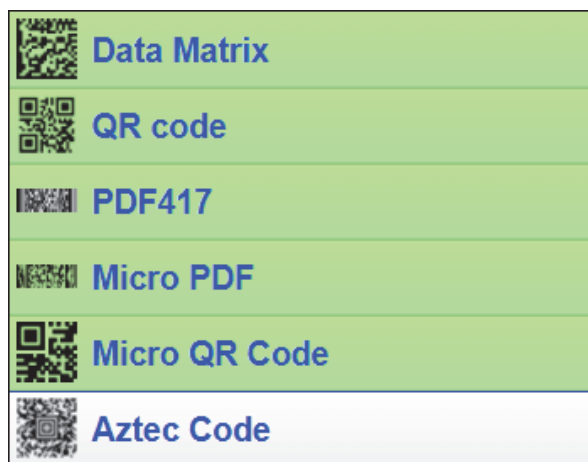 Data Matrix
QR code
PDF417
Micro PDF
Micro QR Code
Aztec Code